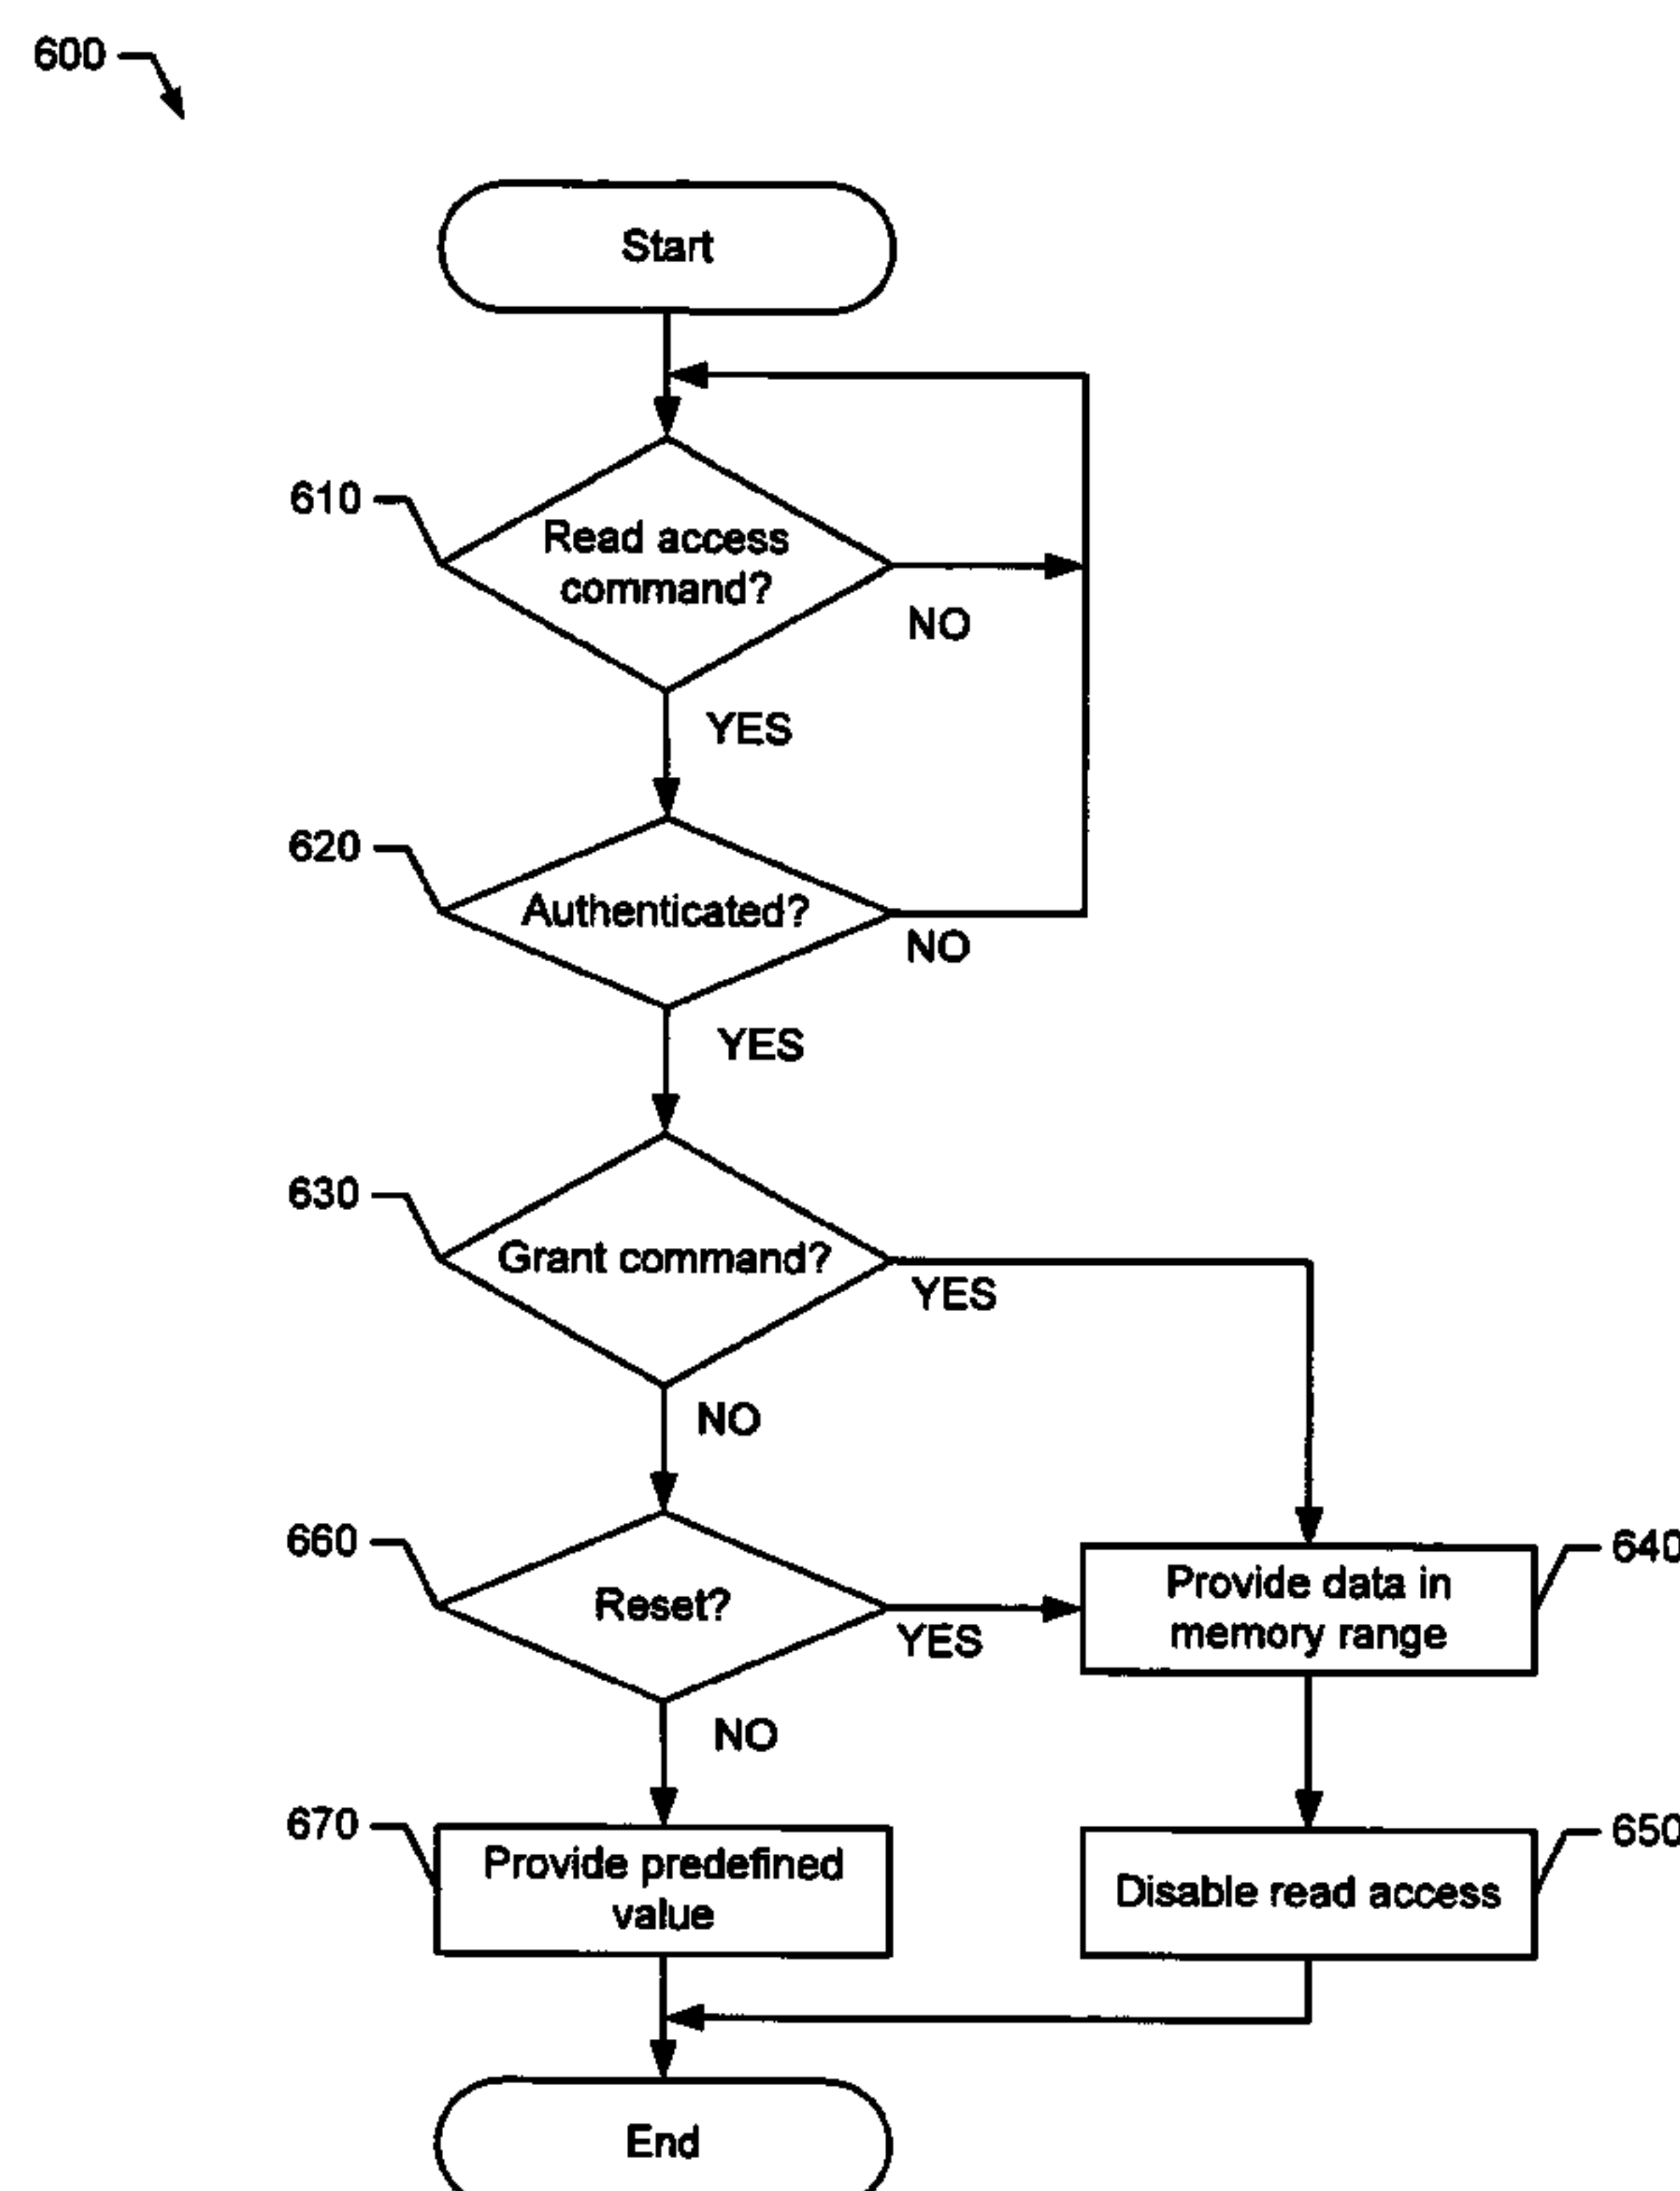 600
Start
610
Read access
command?
NO
YES
620
Authenticated?
NO
YES
630
Grant command?
YES
NO
660
Reset?
YES
640
Provide data in
memory range
NO
670
Provide predefined
value
650
Disable read access
End